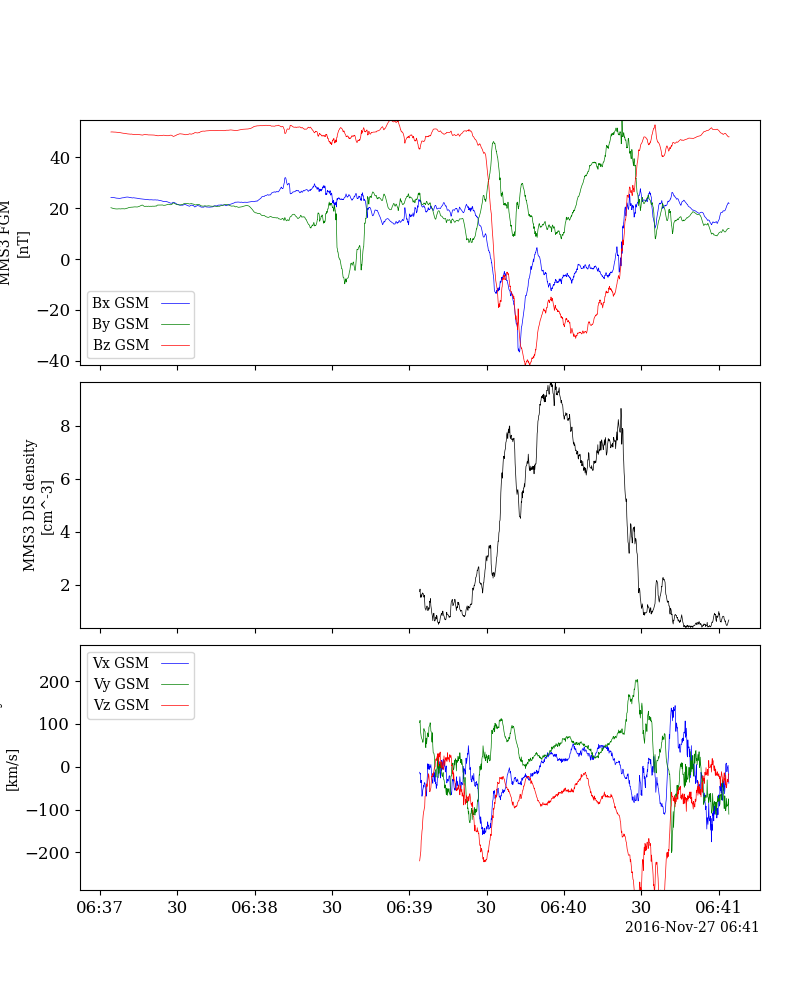 MMS3 FGM
[nT]
40
20
0
−20
−40
Bx GSM
By GSM
Bz GSM
MMS3 DIS density
[cm^-3]
8
6
4
2
[km/s]
200
100
0
−100
−200
Vx GSM
Vy GSM
Vz GSM
06:37
30
06:38
30
06:39
30
06:40
30
06:41
2016-Nov-27 06:41